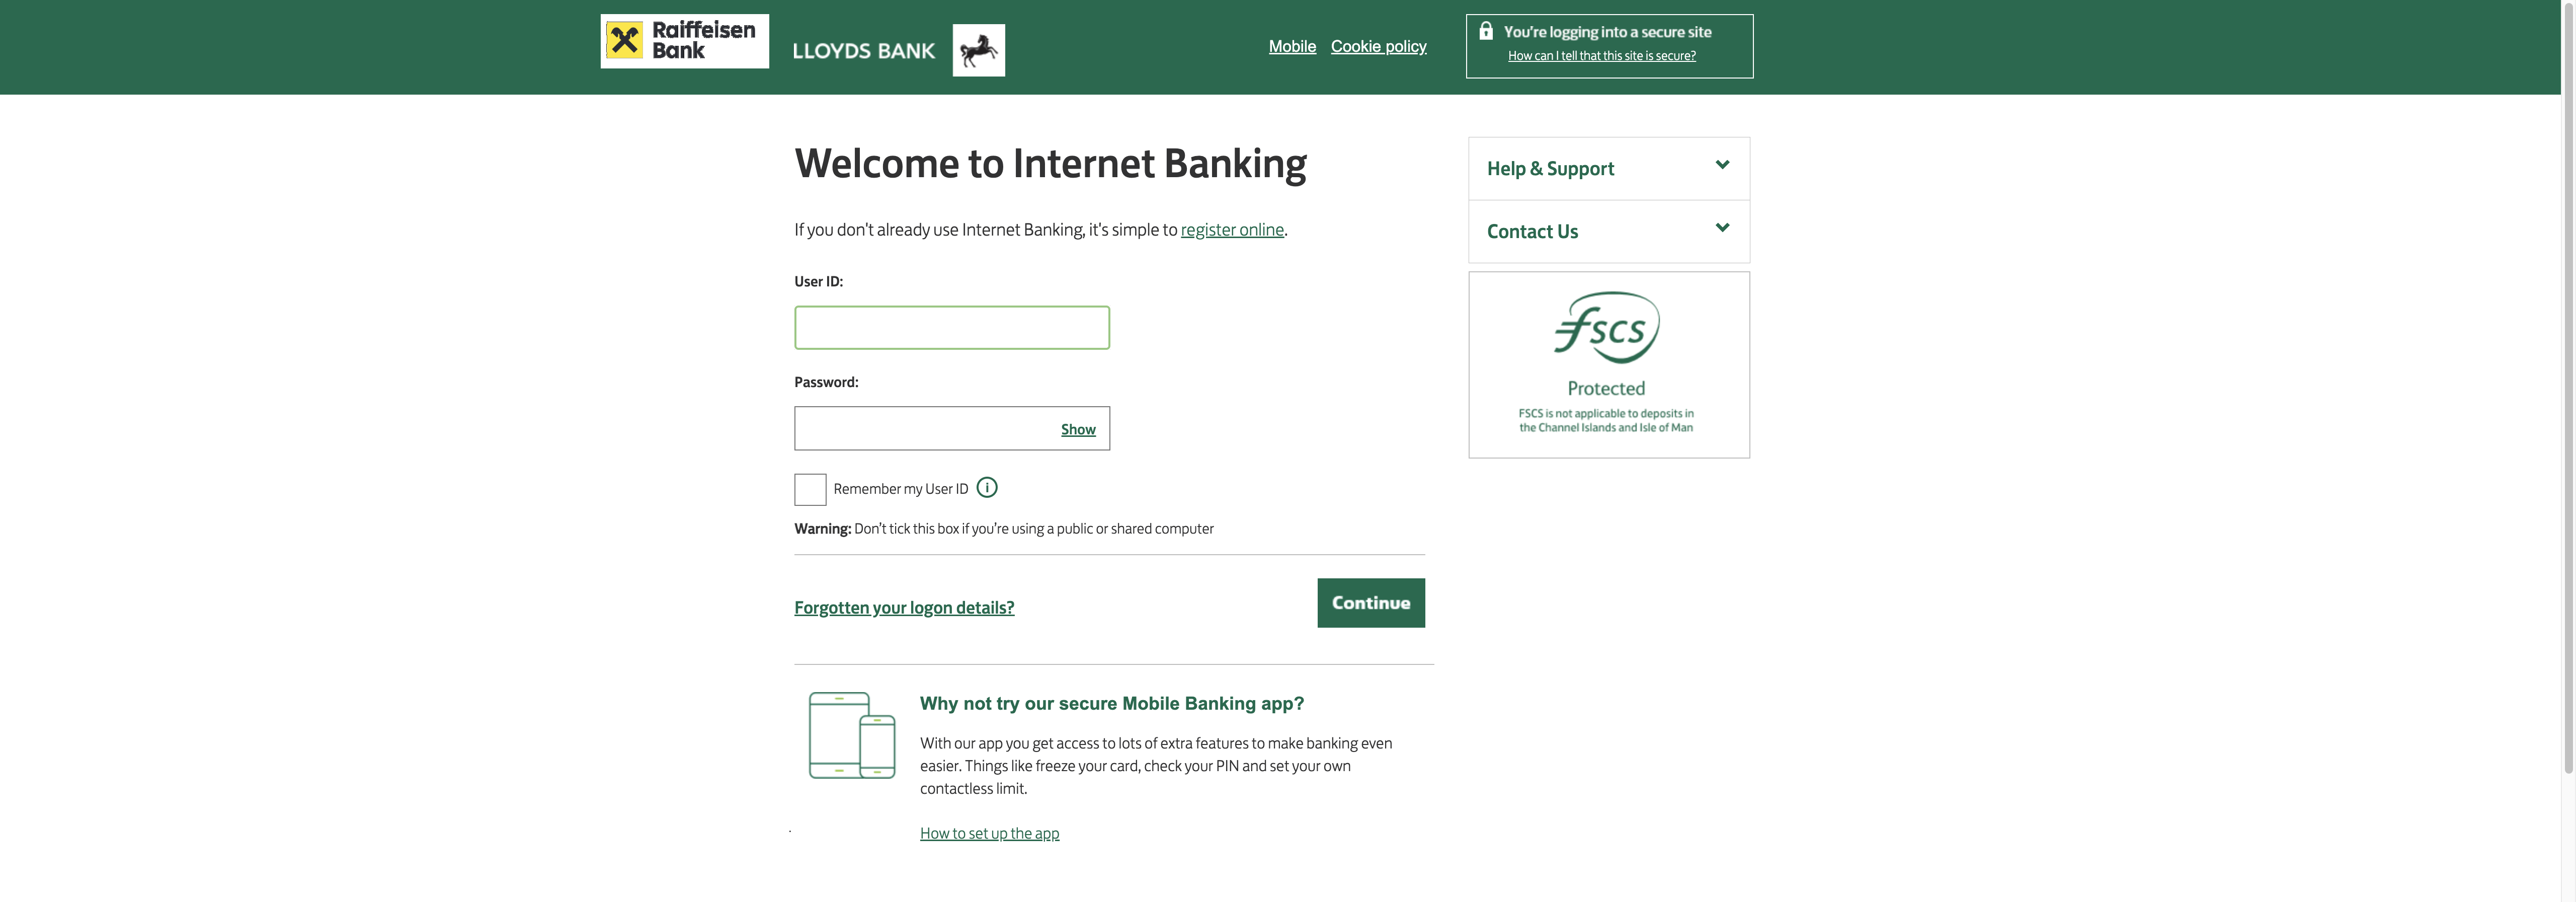 Raiffeisen
Bank
LLOYDS BANK
Mobile
Cookie policy
You're logging into a secure site
How can I tell that this site is secure?
Welcome to Internet Banking
If you don't already use Internet Banking, it's simple to register online.
User ID:
Password:
Show
Remember my User ID i
Warning: Don't tick this box if you're using a public or shared computer
Forgotten your logon details?
Continue
Why not try our secure Mobile Banking app?
With our app you get access to lots of extra features to make banking even
easier. Things like freeze your card, check your PIN and set your own
contactless limit.
How to set up the app
Help & Support
Contact Us
fscs
Protected
FSCS is not applicable to deposits in
the Channel Islands and Isle of Man